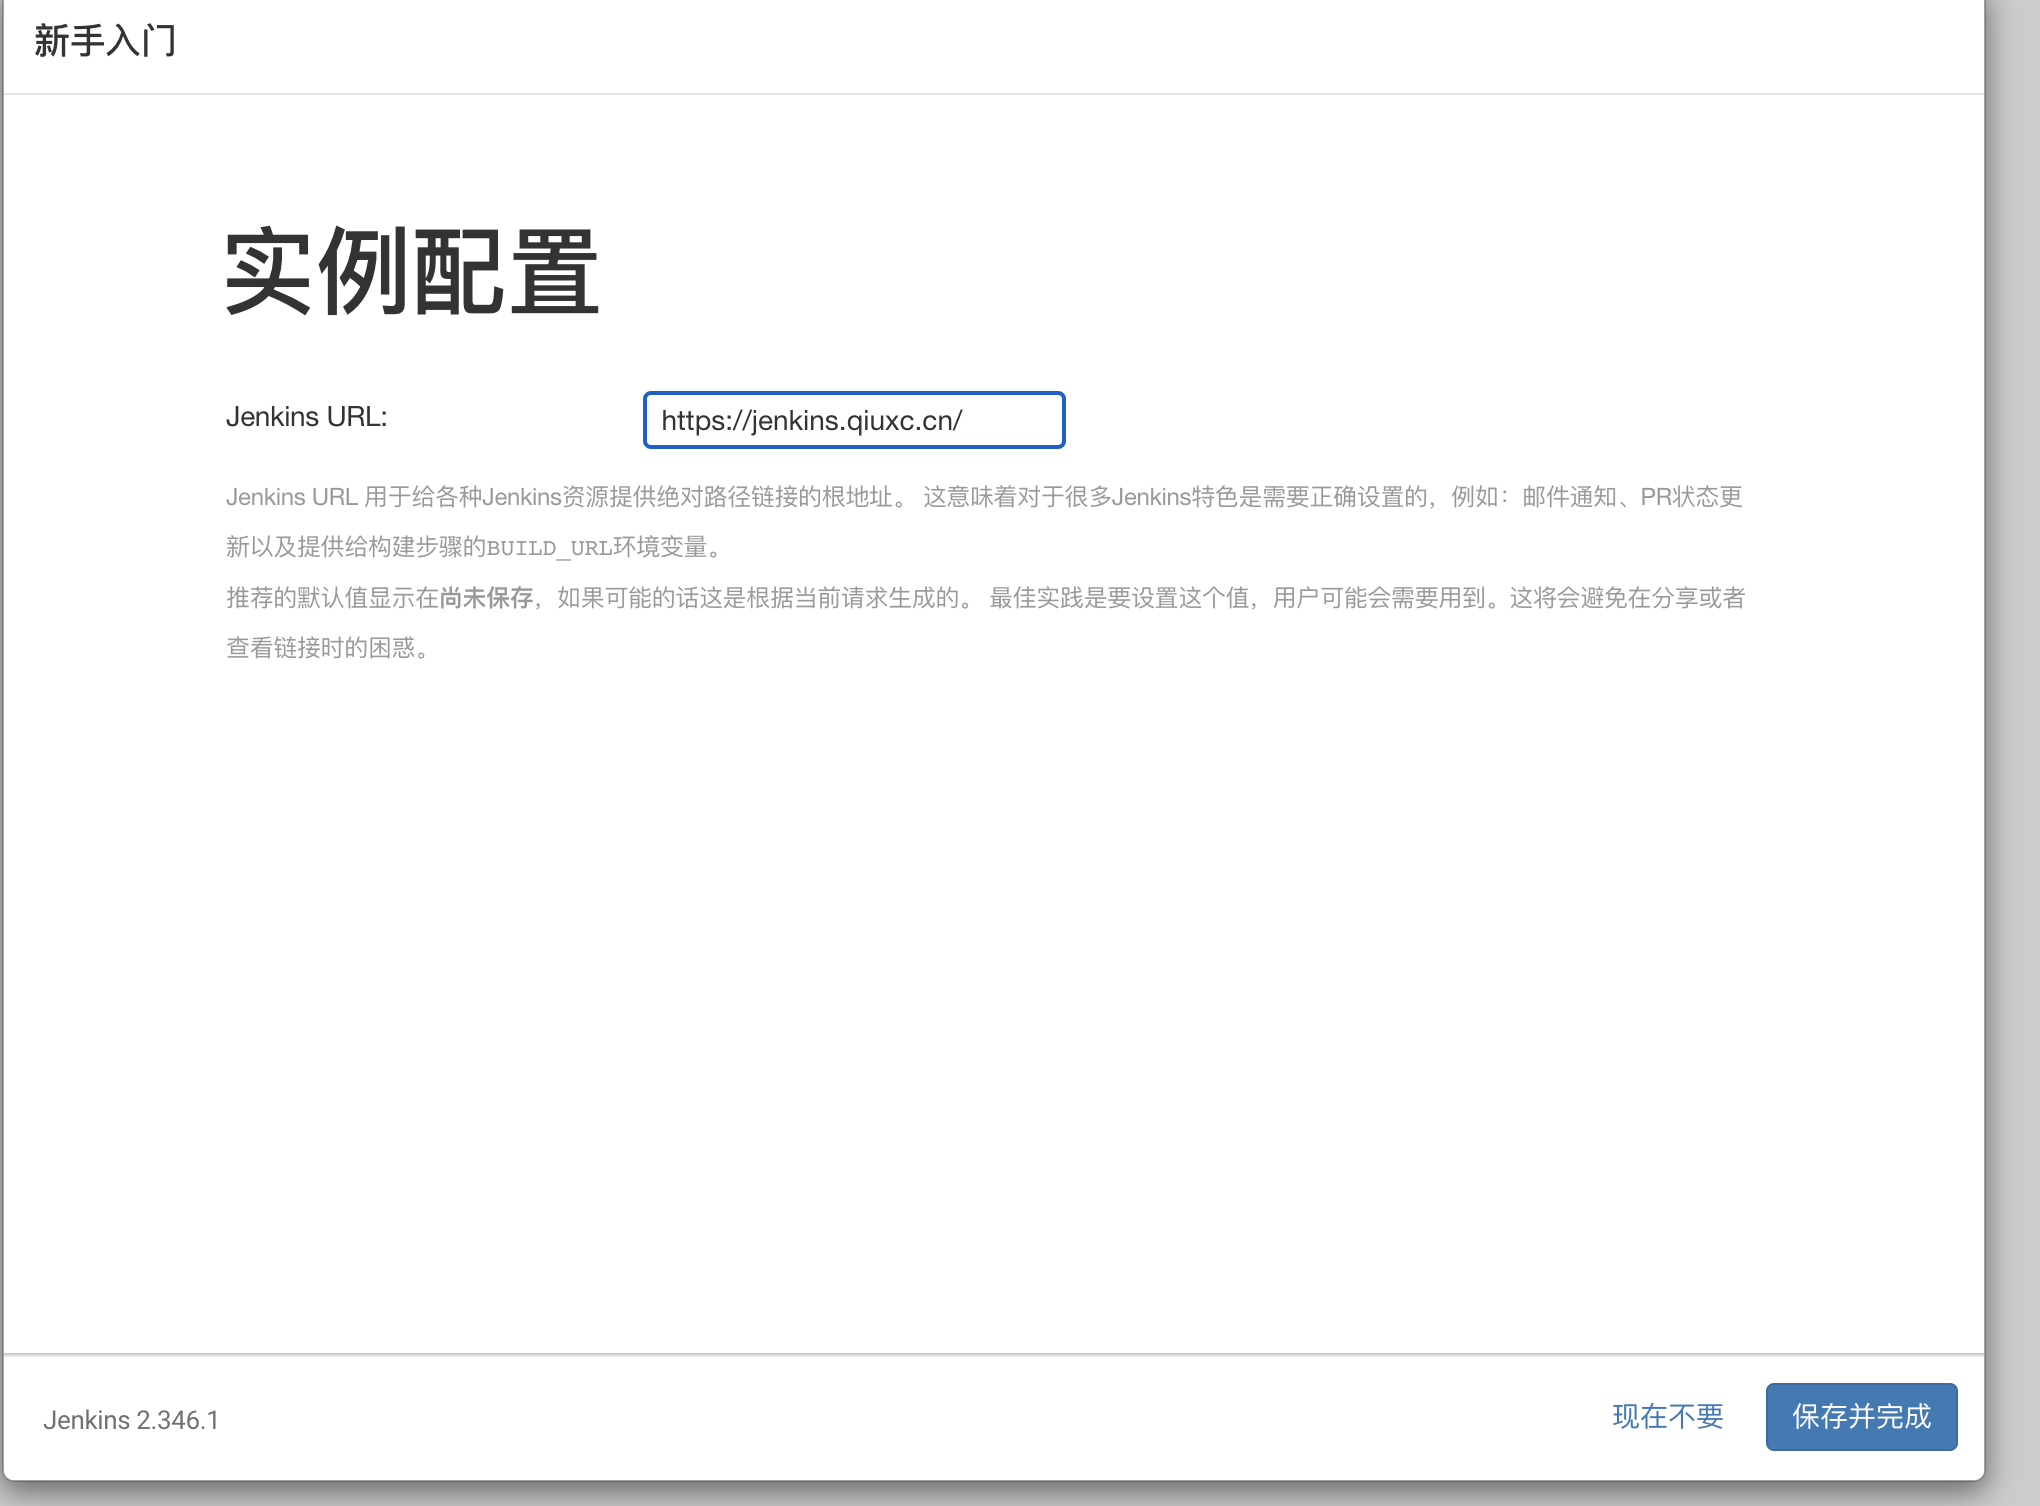 新手入门
实例配置
Jenkins URL:
https://jenkins.qiuxc.cn/
Jenkins URL 用于给各种Jenkins资源提供绝对路径链接的根地址。 这意味着对于很多Jenkins特色是需要正确设置的，例如：邮件通知、PR状态更
新以及提供给构建步骤的BUILD_URL环境变量。
推荐的默认值显示在尚未保存，如果可能的话这是根据当前请求生成的。 最佳实践是要设置这个值，用户可能会需要用到。这将会避免在分享或者
查看链接时的困惑。
Jenkins 2.346.1
现在不要
保存并完成